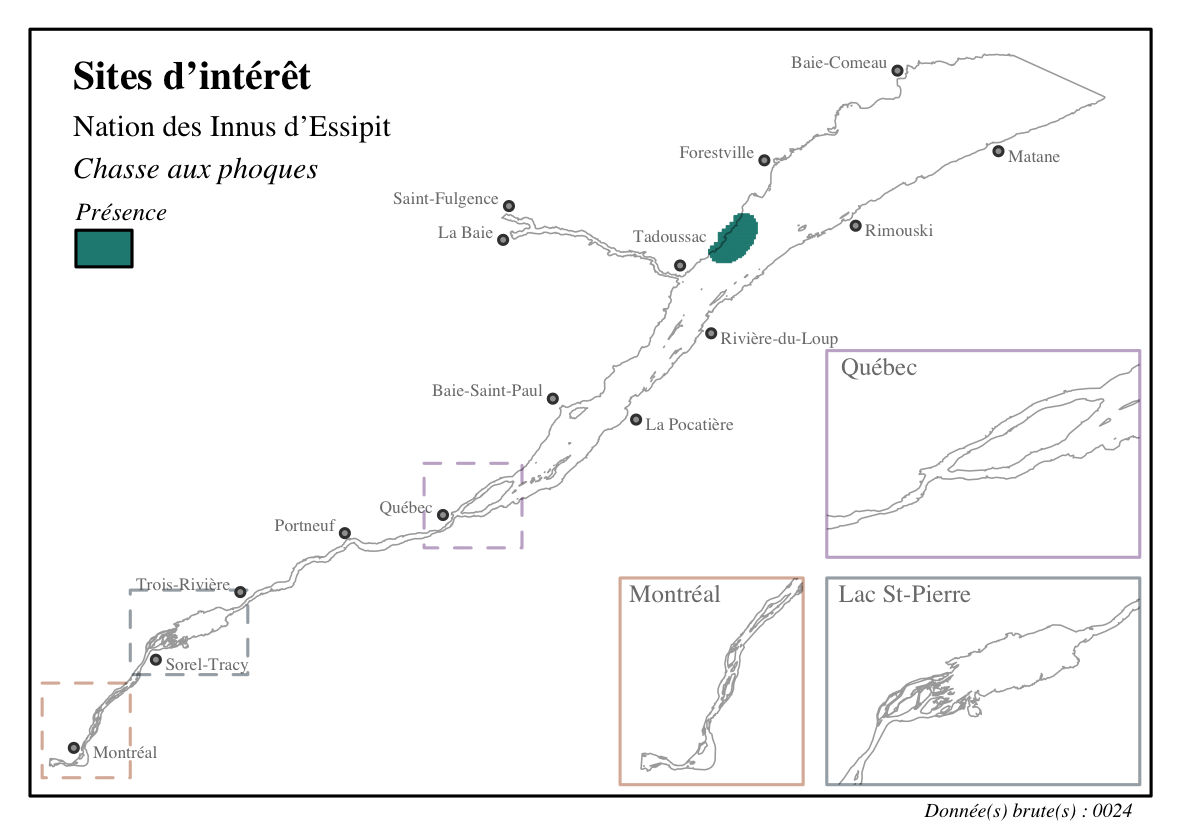 Sites d’intérêt
Nation des Innus d’Essipit
Chasse aux phoques
Présence
Baie-Comeau
Forestville
Matane
Saint-Fulgence
La Baie
Tadoussac
Rimouski
Rivière-du-Loup
Baie-Saint-Paul
La Pocatière
Québec
Québec
Portneuf
Trois-Rivière
Sorel-Tracy
Montréal
Montréal
Lac St-Pierre
Donnée(s) brute(s) : 0024